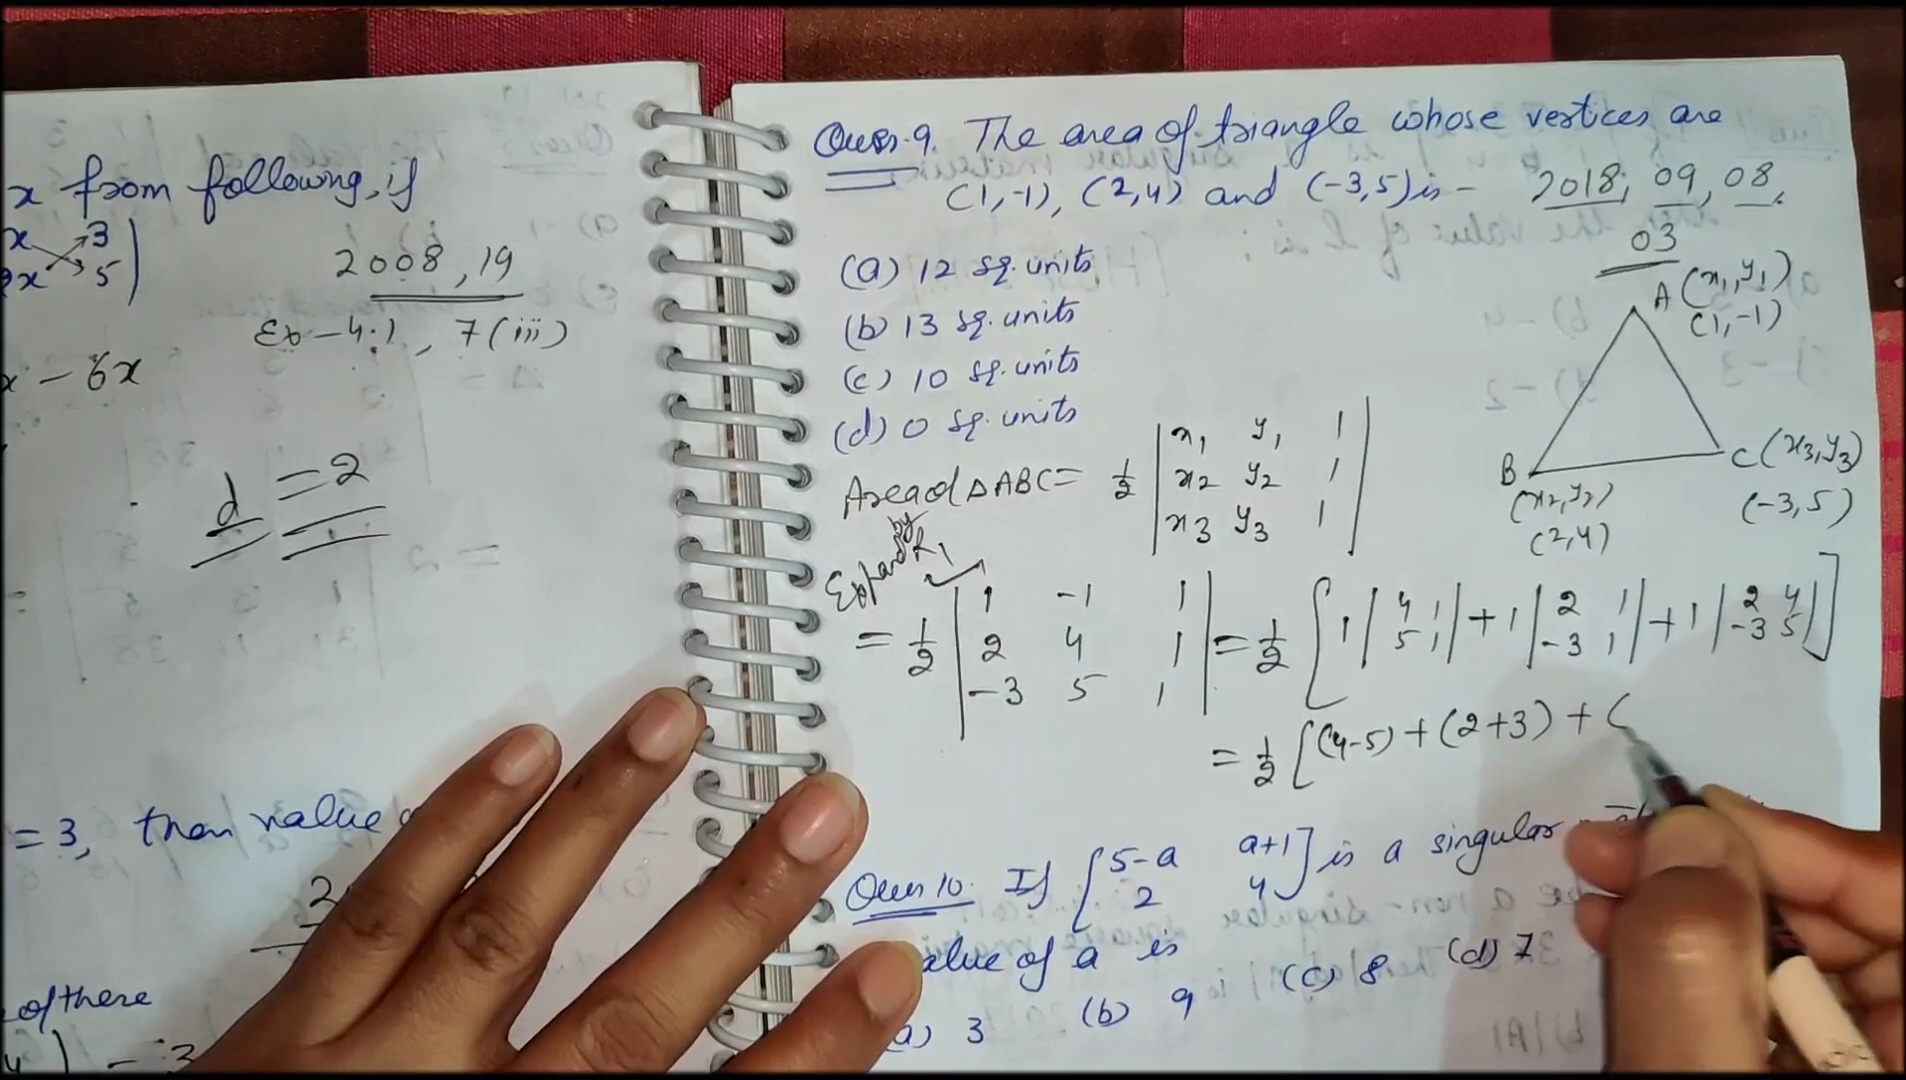 x from following, if
x 3
2x 5
2008, 19
Ex-4.1, 7(iii)
x - 6x
d = 2
= 3, then value
of there
Ques.9. The area of triangle whose vertices are
(1,-1), (2,4) and (-3,5) is - 2018, 09, 08,
03
(a) 12 sq. units
(b) 13 sq. units
(c) 10 sq. units
(d) 0 sq. units
A (x₁, y₁)
(1, -1)
B
(x₂, y₂)
(2,4)
C (x₃, y₃)
(-3, 5)
Area of ΔABC = 1/2 | x₁ y₁ 1
x₂ y₂ 1
x₃ y₃ 1 |
Expand by R₁
= 1/2 | 1 -1 1
2 4 1
-3 5 1 | = 1/2 [ 1 | 4 1
5 1 | + 1 | 2 1
-3 1 | + 1 | 2 4
-3 5 | ]
= 1/2 [ (4-5) + (2+3) + (
Ques 10. If [ 5-a a+1
2 4 ] is a singular
value of a is
a) 3 (b) 9 (c) 8 (d) 7